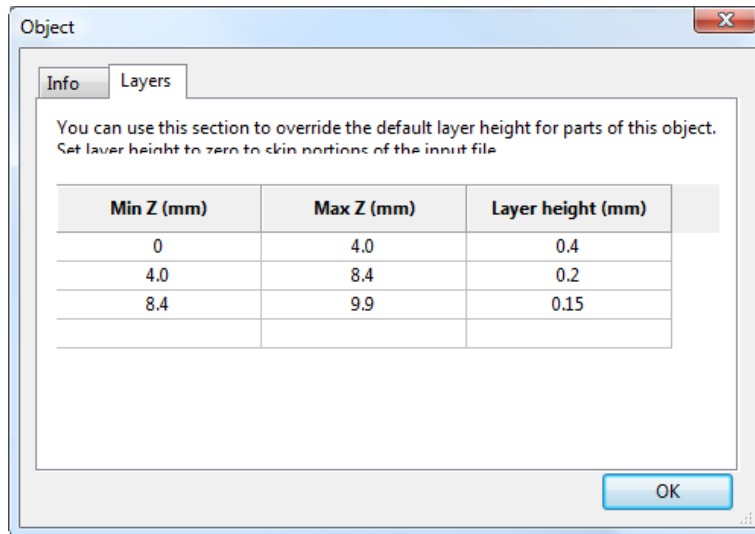 Object
Info Layers
You can use this section to override the default layer height for parts of this object.
Set layer height to zero to skip portions of the input file
Min Z (mm) Max Z (mm) Layer height (mm)
0 4.0 0.4
4.0 8.4 0.2
8.4 9.9 0.15
OK